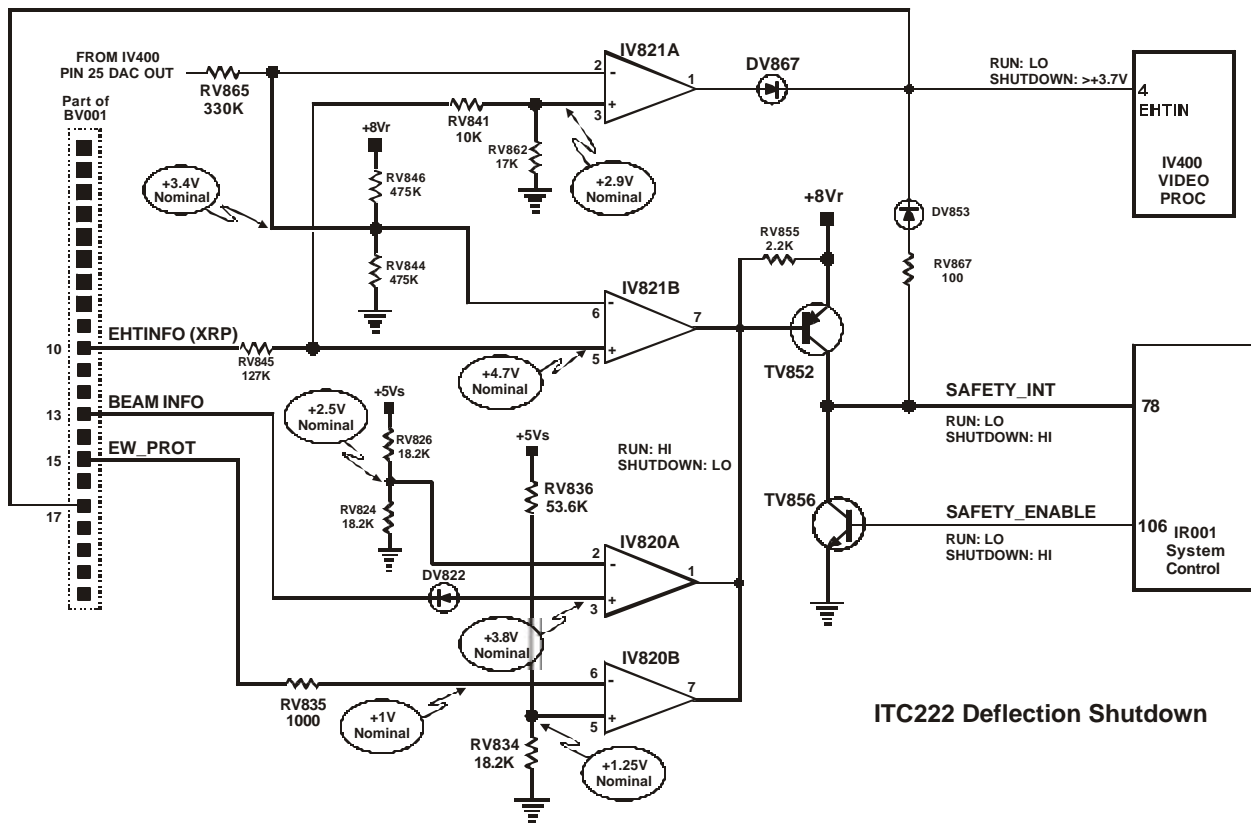 FROM IV400
PIN 25 DAC OUT
RV865
330K
Part of
BV001
IV821A
2
-
+
3
1
DV867
RUN: LO
SHUTDOWN: >+3.7V
4
EHTIN
IV400
VIDEO
PROC
RV841
10K
RV862
17K
+2.9V
Nominal
+8Vr
RV846
475K
+3.4V
Nominal
RV844
475K
+8Vr
RV855
2.2K
DV853
RV867
100
IV821B
6
-
+
5
7
TV852
10
EHTINFO (XRP)
RV845
127K
+4.7V
Nominal
13
BEAM INFO
15
EW_PROT
17
+5Vs
+2.5V
Nominal
RV826
18.2K
RV824
18.2K
+5Vs
RV836
53.6K
RUN: HI
SHUTDOWN: LO
SAFETY_INT
78
RUN: LO
SHUTDOWN: HI
TV856
SAFETY_ENABLE
106
RUN: LO
SHUTDOWN: HI
IR001
System
Control
IV820A
2
-
+
3
1
DV822
+3.8V
Nominal
IV820B
6
-
+
5
7
RV835
1000
+1V
Nominal
RV834
18.2K
+1.25V
Nominal
ITC222 Deflection Shutdown